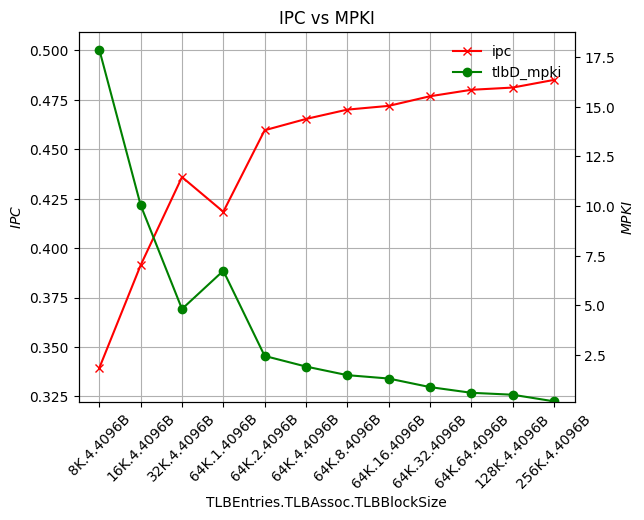 IPC vs MPKI
ipc
tlbD_mpki
0.500
0.475
0.450
0.425
0.400
0.375
0.350
0.325
IPC
17.5
15.0
12.5
10.0
7.5
5.0
2.5
MPKI
8K.4.4096B
16K.4.4096B
32K.4.4096B
64K.1.4096B
64K.2.4096B
64K.4.4096B
64K.8.4096B
64K.16.4096B
64K.32.4096B
64K.64.4096B
128K.4.4096B
256K.4.4096B
TLBEntries.TLBAssoc.TLBBlockSize